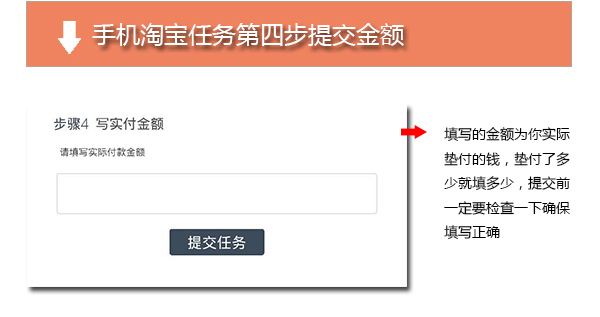 手机淘宝任务第四步提交金额
步骤4 写实付金额
请填写实际付款金额
提交任务
填写的金额为你实际
垫付的钱，垫付了多
少就填多少，提交前
一定要检查一下确保
填写正确